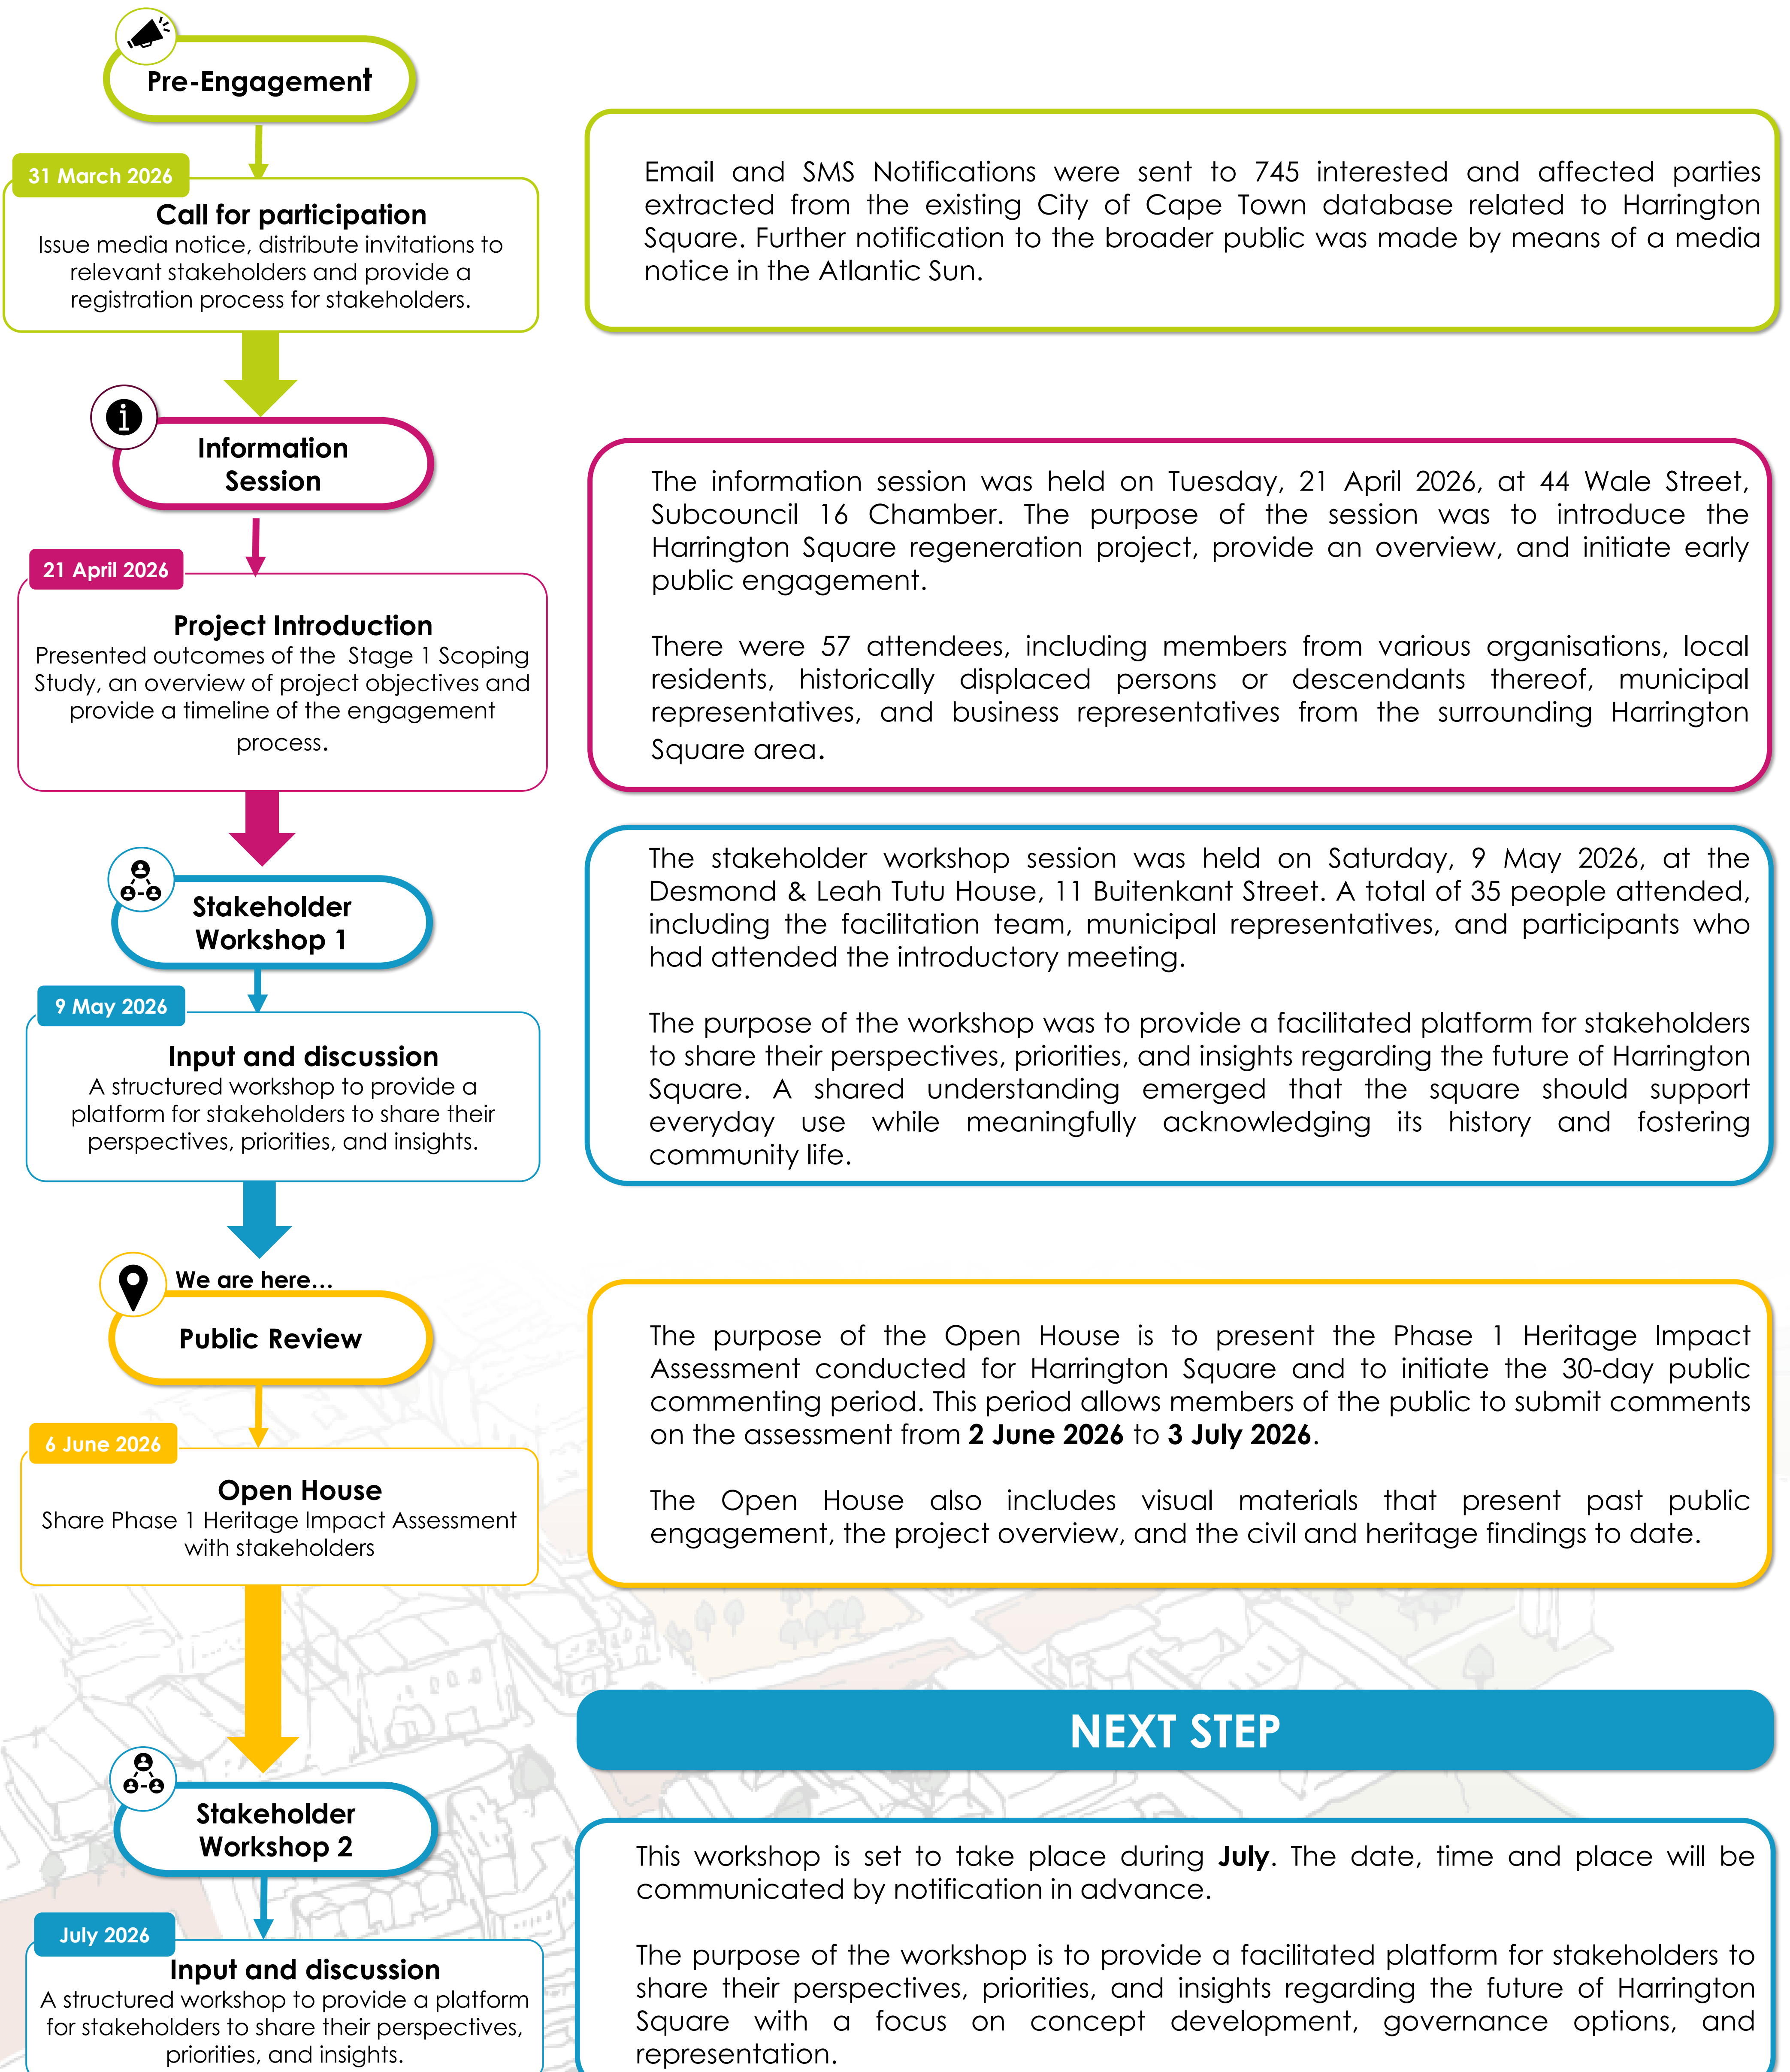 Pre-Engagement
31 March 2026
Call for participation
Issue media notice, distribute invitations to
relevant stakeholders and provide a
registration process for stakeholders.
Email and SMS Notifications were sent to 745 interested and affected parties
extracted from the existing City of Cape Town database related to Harrington
Square. Further notification to the broader public was made by means of a media
notice in the Atlantic Sun.
Information
Session
21 April 2026
Project Introduction
Presented outcomes of the Stage 1 Scoping
Study, an overview of project objectives and
provide a timeline of the engagement
process.
The information session was held on Tuesday, 21 April 2026, at 44 Wale Street,
Subcouncil 16 Chamber. The purpose of the session was to introduce the
Harrington Square regeneration project, provide an overview, and initiate early
public engagement.
There were 57 attendees, including members from various organisations, local
residents, historically displaced persons or descendants thereof, municipal
representatives, and business representatives from the surrounding Harrington
Square area.
Stakeholder
Workshop 1
9 May 2026
Input and discussion
A structured workshop to provide a
platform for stakeholders to share their
perspectives, priorities, and insights.
The stakeholder workshop session was held on Saturday, 9 May 2026, at the
Desmond & Leah Tutu House, 11 Buitenkant Street. A total of 35 people attended,
including the facilitation team, municipal representatives, and participants who
had attended the introductory meeting.
The purpose of the workshop was to provide a facilitated platform for stakeholders
to share their perspectives, priorities, and insights regarding the future of Harrington
Square. A shared understanding emerged that the square should support
everyday use while meaningfully acknowledging its history and fostering
community life.
We are here...
Public Review
6 June 2026
Open House
Share Phase 1 Heritage Impact Assessment
with stakeholders
The purpose of the Open House is to present the Phase 1 Heritage Impact
Assessment conducted for Harrington Square and to initiate the 30-day public
commenting period. This period allows members of the public to submit comments
on the assessment from 2 June 2026 to 3 July 2026.
The Open House also includes visual materials that present past public
engagement, the project overview, and the civil and heritage findings to date.
NEXT STEP
Stakeholder
Workshop 2
July 2026
Input and discussion
A structured workshop to provide a platform
for stakeholders to share their perspectives,
priorities, and insights.
This workshop is set to take place during July. The date, time and place will be
communicated by notification in advance.
The purpose of the workshop is to provide a facilitated platform for stakeholders to
share their perspectives, priorities, and insights regarding the future of Harrington
Square with a focus on concept development, governance options, and
representation.